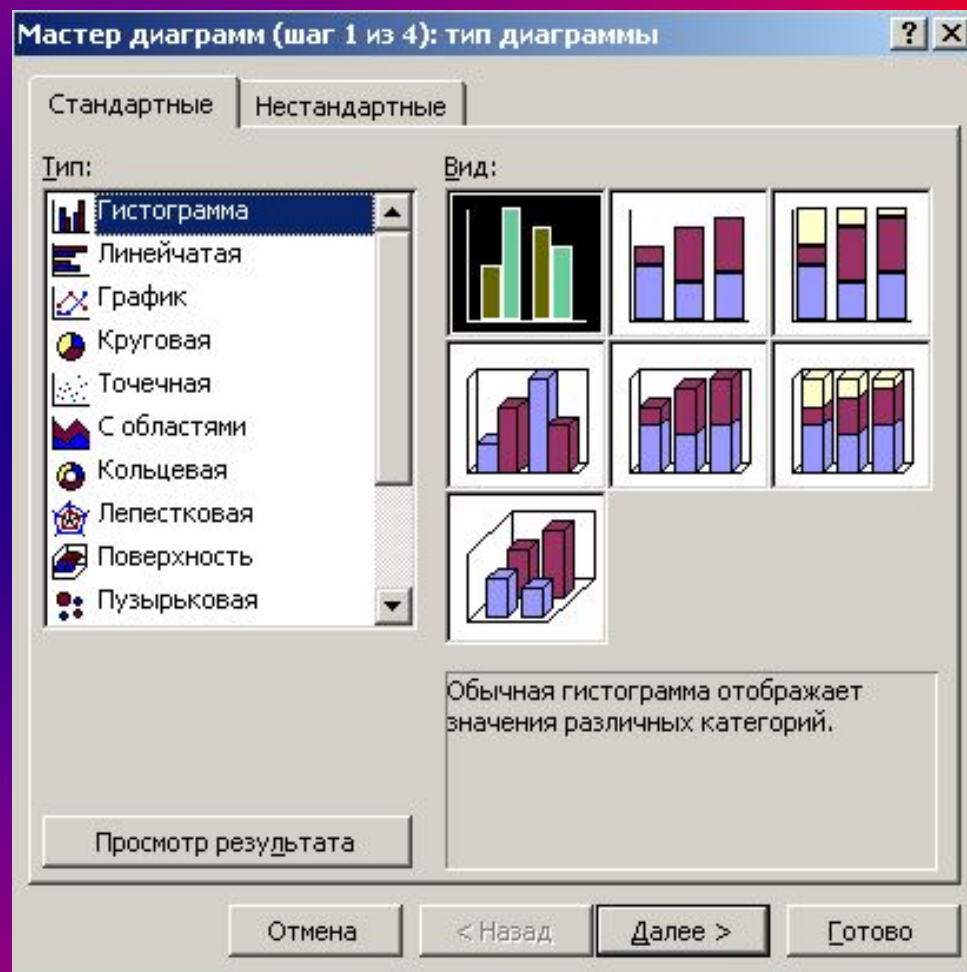 Мастер диаграмм (шаг 1 из 4): тип диаграммы
Стандартные
Нестандартные
Тип:
Гистограмма
Линейчатая
График
Круговая
Точечная
С областями
Кольцевая
Лепестковая
Поверхность
Пузырьковая
Вид:
Обычная гистограмма отображает
значения различных категорий.
Просмотр результата
Отмена
< Назад
Далее >
Готово